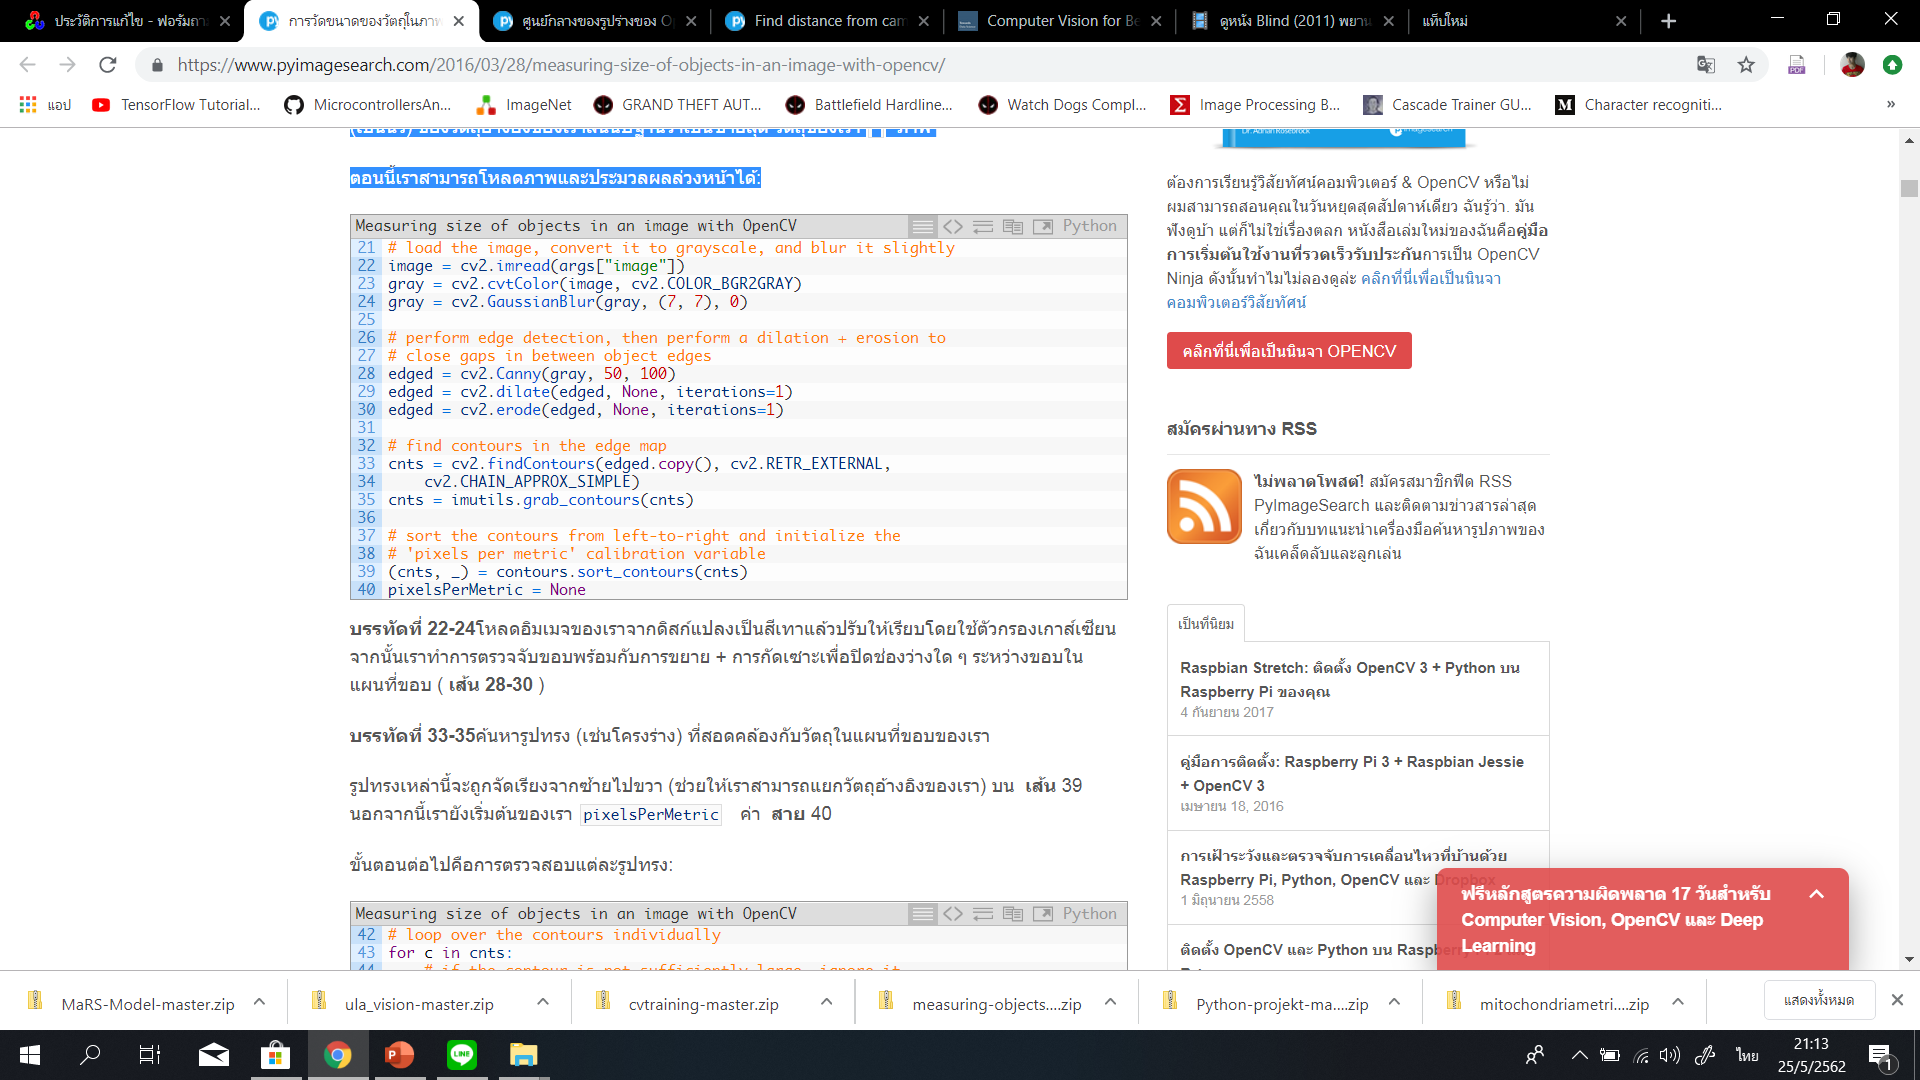 ประวัติการแก้ไข - ฟอรัมถาม
การวัดขนาดของวัตถุในภาพ
ศูนย์กลางของรูปร่างของ Op
Find distance from cam
Computer Vision for Be
ดูหนัง Blind (2011) พยาน
แท็บใหม่
https://www.pyimagesearch.com/2016/03/28/measuring-size-of-objects-in-an-image-with-opencv/
แอป
TensorFlow Tutorial...
MicrocontrollersAn...
ImageNet
GRAND THEFT AUT...
Battlefield Hardline...
Watch Dogs Compl...
Image Processing B...
Cascade Trainer GU...
Character recogniti...
»
ตอนนี้เราสามารถโหลดภาพและประมวลผลล่วงหน้าได้:
Measuring size of objects in an image with OpenCV
Python
21 # load the image, convert it to grayscale, and blur it slightly
22 image = cv2.imread(args["image"])
23 gray = cv2.cvtColor(image, cv2.COLOR_BGR2GRAY)
24 gray = cv2.GaussianBlur(gray, (7, 7), 0)
25
26 # perform edge detection, then perform a dilation + erosion to
27 # close gaps in between object edges
28 edged = cv2.Canny(gray, 50, 100)
29 edged = cv2.dilate(edged, None, iterations=1)
30 edged = cv2.erode(edged, None, iterations=1)
31
32 # find contours in the edge map
33 cnts = cv2.findContours(edged.copy(), cv2.RETR_EXTERNAL,
34     cv2.CHAIN_APPROX_SIMPLE)
35 cnts = imutils.grab_contours(cnts)
36
37 # sort the contours from left-to-right and initialize the
38 # 'pixels per metric' calibration variable
39 (cnts, _) = contours.sort_contours(cnts)
40 pixelsPerMetric = None
บรรทัดที่ 22-24โหลดอิมเมจของเราจากดิสก์แปลงเป็นสีเทาแล้วปรับให้เรียบโดยใช้ตัวกรองเกาส์เซียน
จากนั้นเราทำการตรวจจับขอบพร้อมกับการขยาย + การกัดเซาะเพื่อปิดช่องว่างใด ๆ ระหว่างขอบใน
แผนที่ขอบ ( เส้น 28-30 )
บรรทัดที่ 33-35ค้นหารูปทรง (เช่นโครงร่าง) ที่สอดคล้องกับวัตถุในแผนที่ขอบของเรา
รูปทรงเหล่านี้จะถูกจัดเรียงจากซ้ายไปขวา (ช่วยให้เราสามารถแยกวัตถุอ้างอิงของเรา) บน เส้น 39
นอกจากนี้เรายังเริ่มต้นของเรา pixelsPerMetric ค่า สาย 40
ขั้นตอนต่อไปคือการตรวจสอบแต่ละรูปทรง:
Measuring size of objects in an image with OpenCV
Python
42 # loop over the contours individually
43 for c in cnts:
44     # if the contour is not sufficiently large, ignore it
Dr. Adrian Rosebrock
pyimagesearch
ต้องการเรียนรู้วิสัยทัศน์คอมพิวเตอร์ & OpenCV หรือไม่
ผมสามารถสอนคุณในวันหยุดสุดสัปดาห์เดียว ฉันรู้ว่า. มัน
ฟังดูบ้า แต่ก็ไม่ใช่เรื่องตลก หนังสือเล่มใหม่ของฉันคือคู่มือ
การเริ่มต้นใช้งานที่รวดเร็วรับประกันการเป็น OpenCV
Ninja ดังนั้นทำไมไม่ลองดูล่ะ คลิกที่นี่เพื่อเป็นนินจา
คอมพิวเตอร์วิสัยทัศน์
คลิกที่นี่เพื่อเป็นนินจา OPENCV
สมัครผ่านทาง RSS
ไม่พลาดโพสต์! สมัครสมาชิกฟีด RSS
PyImageSearch และติดตามข่าวสารล่าสุด
เกี่ยวกับบทแนะนำเครื่องมือค้นหารูปภาพของ
ฉันเคล็ดลับและลูกเล่น
เป็นที่นิยม
Raspbian Stretch: ติดตั้ง OpenCV 3 + Python บน
Raspberry Pi ของคุณ
4 กันยายน 2017
คู่มือการติดตั้ง: Raspberry Pi 3 + Raspbian Jessie
+ OpenCV 3
เมษายน 18, 2016
การเฝ้าระวังและตรวจจับการเคลื่อนไหวที่บ้านด้วย
Raspberry Pi, Python, OpenCV และ Dropbox
1 มิถุนายน 2558
ติดตั้ง OpenCV และ Python บน Raspberry
ฟรีหลักสูตรความผิดพลาด 17 วันสำหรับ
Computer Vision, OpenCV และ Deep
Learning
MaRS-Model-master.zip
ula_vision-master.zip
cvtraining-master.zip
measuring-objects....zip
Python-projekt-ma....zip
mitochondriametri....zip
แสดงทั้งหมด
ไทย
21:13
25/5/2562
1